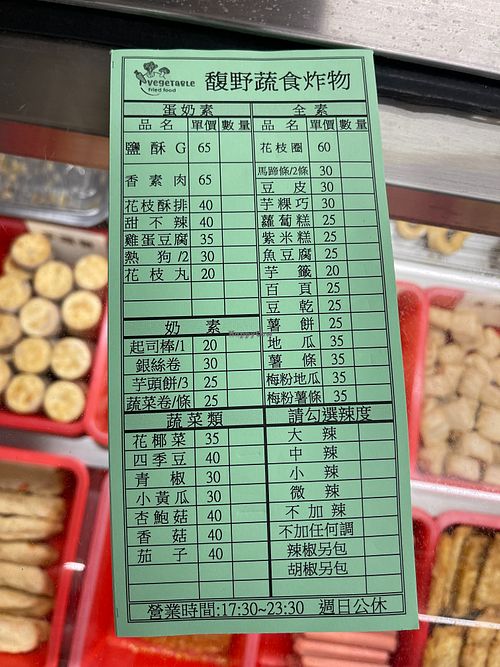 VEGETABLE
Fried food
馥野蔬食炸物
蛋奶素
品名 單價 數量
鹽酥G 65
香素肉 65
花枝酥排 40
甜不辣 40
雞蛋豆腐 35
熱狗/2 30
花枝丸 20
奶素
起司棒/1 20
銀絲卷 30
芋頭餅/3 25
蔬菜卷/條 25
蔬菜類
花椰菜 35
四季豆 40
青椒 30
小黃瓜 30
杏鮑菇 40
香菇 40
茄子 40
全素
品名 單價 數量
花枝圈 60
馬蹄條/2條 30
豆皮 30
芋粿巧 30
蘿蔔糕 25
紫米糕 25
魚豆腐 25
芋籤 20
百頁 25
豆乾 25
薯餅 25
地瓜 35
薯條 35
梅粉地瓜 35
梅粉薯條 35
請勾選辣度
大辣
中辣
小辣
微辣
不加辣
不加任何調
辣椒另包
胡椒另包
營業時間:17:30~23:30 週日公休